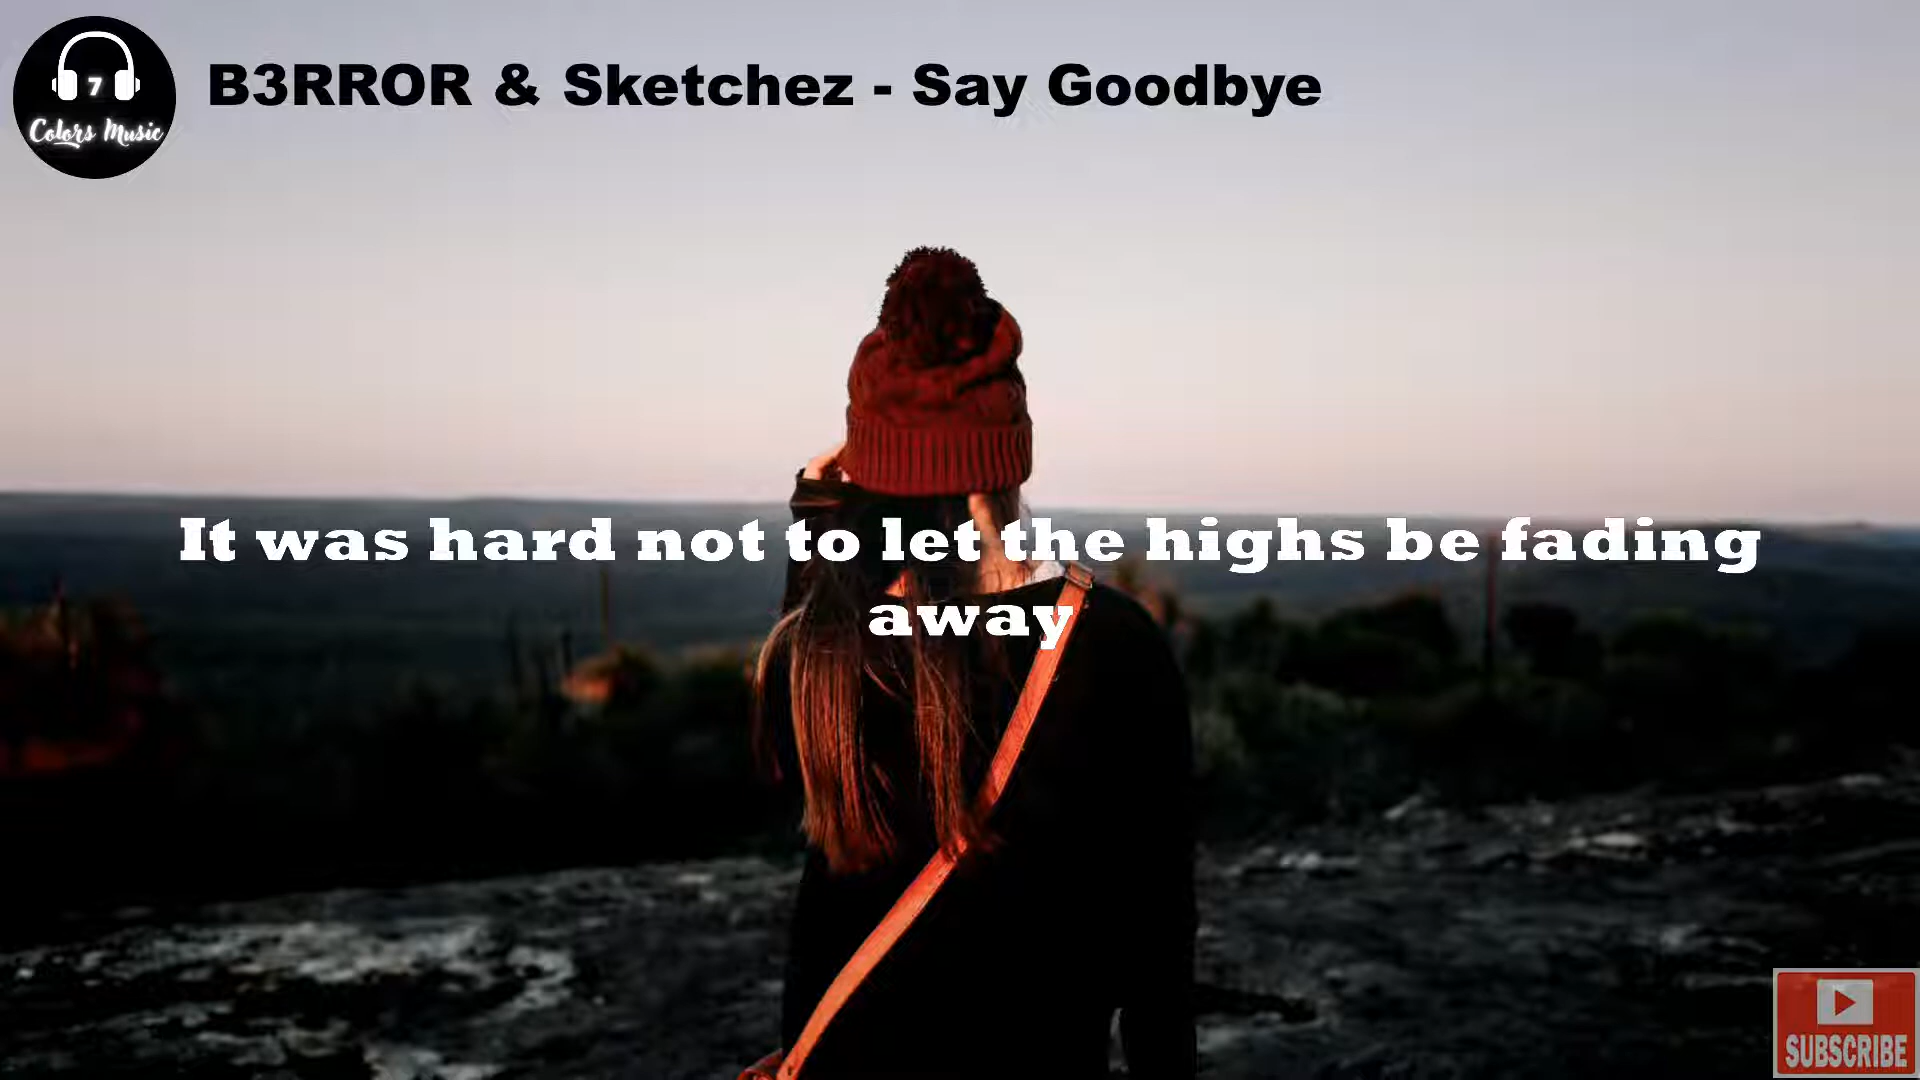 7
Colors Music
B3RROR & Sketchez - Say Goodbye
It was hard not to let the highs be fading
away
SUBSCRIBE